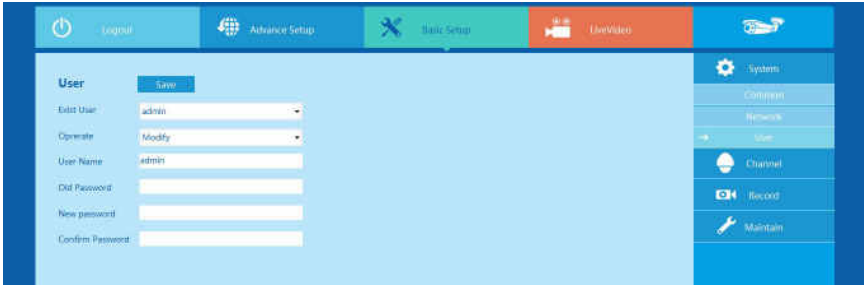 Logout
Advance Setup
Basic Setup
LiveVideo
User
Save
Exist User
admin
Operate
Modify
User Name
admin
Old Password
New password
Confirm Password
System
Common
Network
User
Channel
Record
Maintain